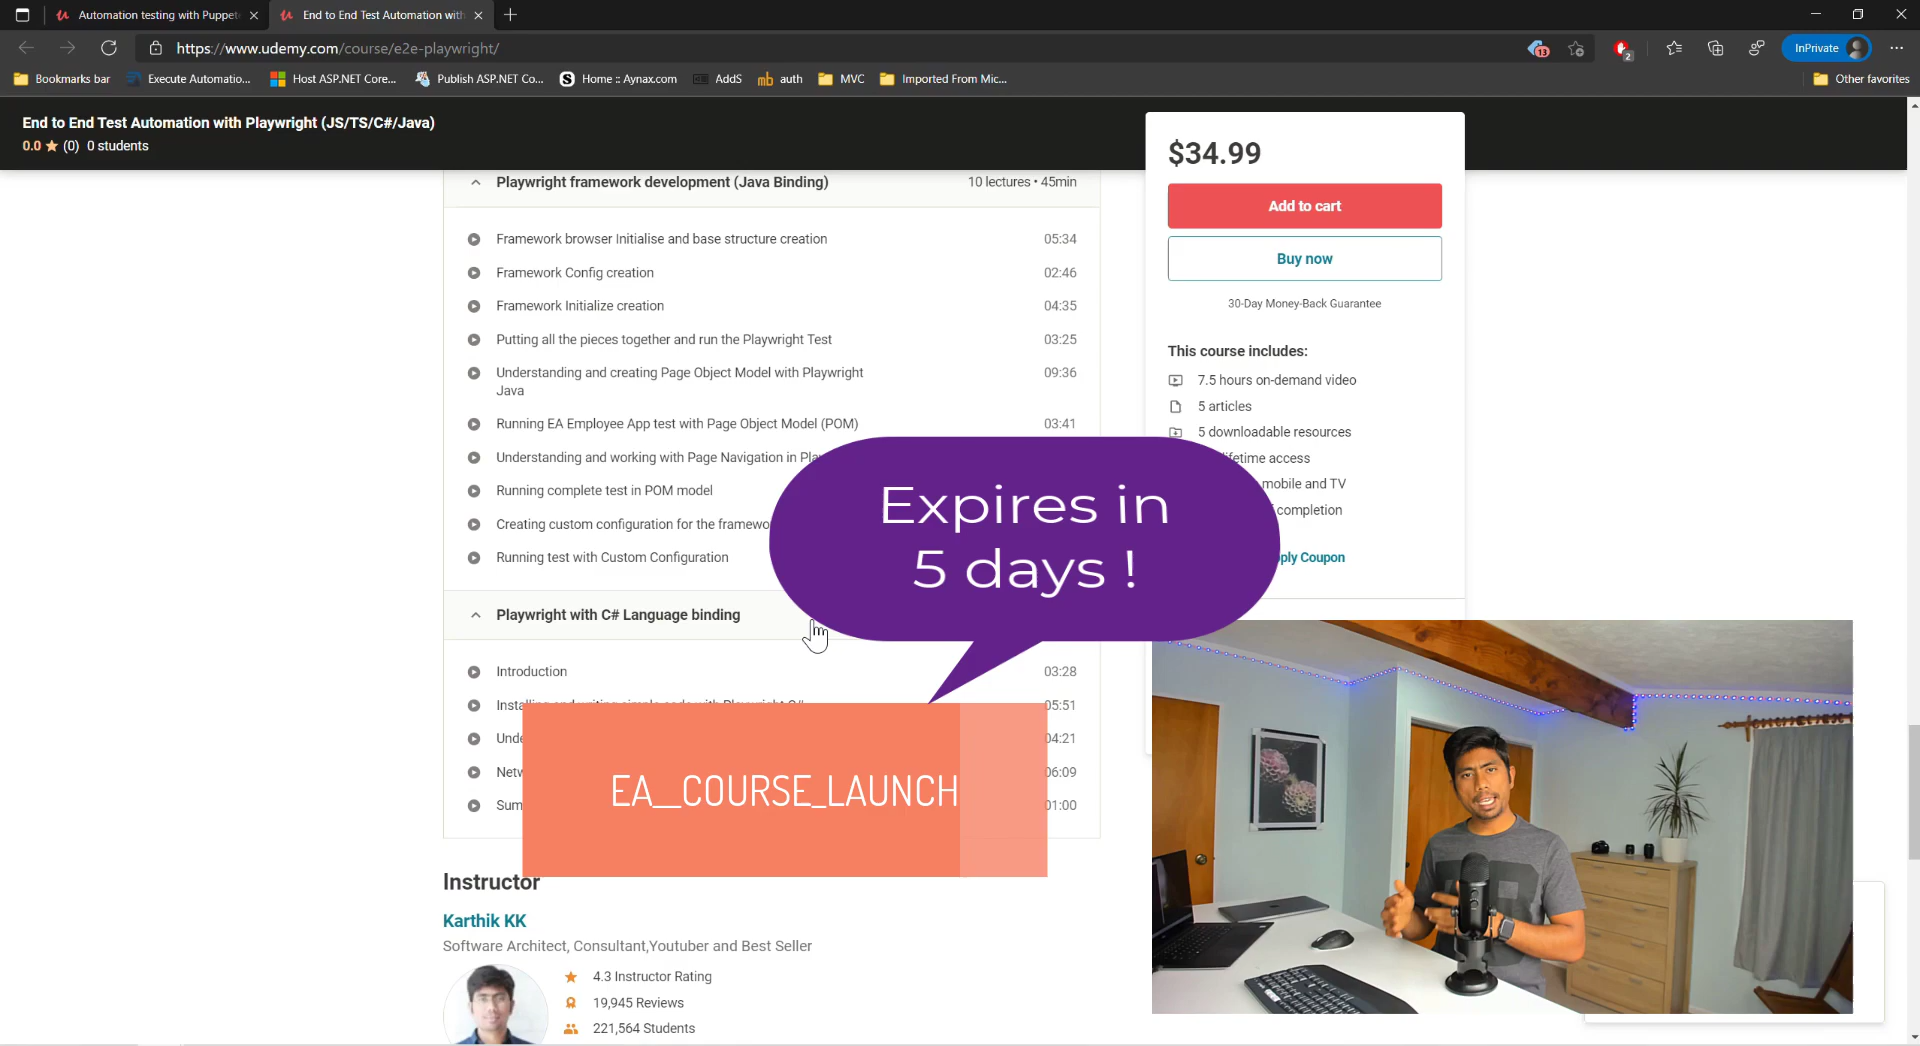 Automation testing with Puppete
End to End Test Automation with
https://www.udemy.com/course/e2e-playwright/
13
2
InPrivate
Bookmarks bar
Execute Automatio...
Host ASP.NET Core...
Publish ASP.NET Co...
Home :: Aynax.com
AddS
auth
MVC
Imported From Mic...
Other favorites
End to End Test Automation with Playwright (JS/TS/C#/Java)
0.0 ★ (0) 0 students
Playwright framework development (Java Binding) 10 lectures • 45min
Framework browser Initialise and base structure creation 05:34
Framework Config creation 02:46
Framework Initialize creation 04:35
Putting all the pieces together and run the Playwright Test 03:25
Understanding and creating Page Object Model with Playwright 09:36
Java
Running EA Employee App test with Page Object Model (POM) 03:41
Understanding and working with Page Navigation in
Running complete test in POM model
Creating custom configuration for the
Running test with Custom Configuration
Playwright with C# Language binding
Introduction 03:28
05:51
04:21
06:09
01:00
Instructor
Karthik KK
Software Architect, Consultant,Youtuber and Best Seller
4.3 Instructor Rating
19,945 Reviews
221,564 Students
$34.99
Add to cart
Buy now
30-Day Money-Back Guarantee
This course includes:
7.5 hours on-demand video
5 articles
5 downloadable resources
lifetime access
mobile and TV
completion
Coupon
Expires in
5 days !
EA__COURSE_LAUNCH